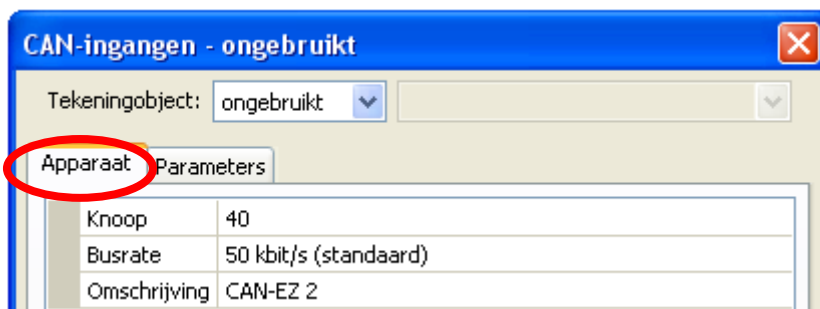 CAN-ingangen - ongebruikt
Tekeningobject: ongebruikt
Apparaat Parameters
Knoop 40
Busrate 50 kbit/s (standaard)
Omschrijving CAN-EZ 2